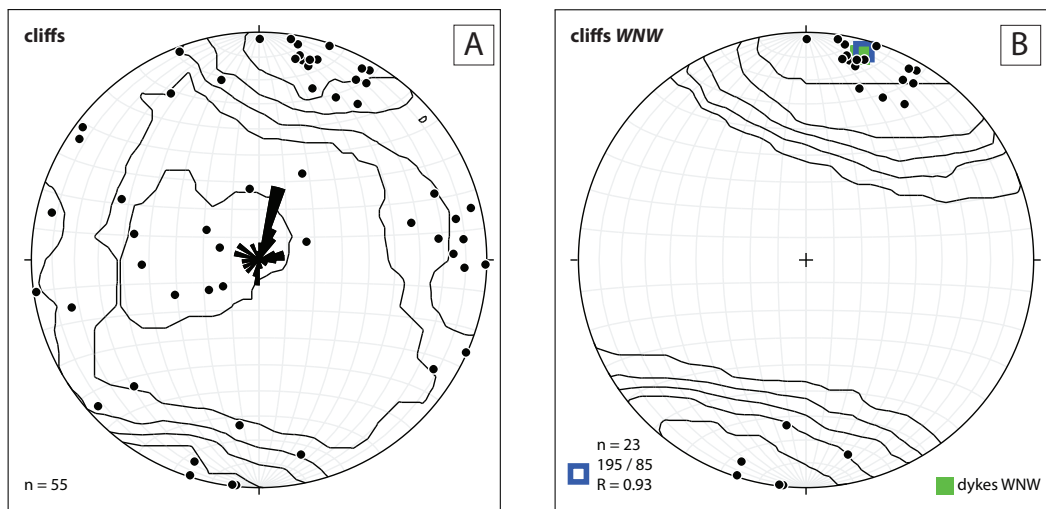 cliffs
A
n = 55
cliffs WNW
B
n = 23
195 / 85
R = 0.93
dykes WNW